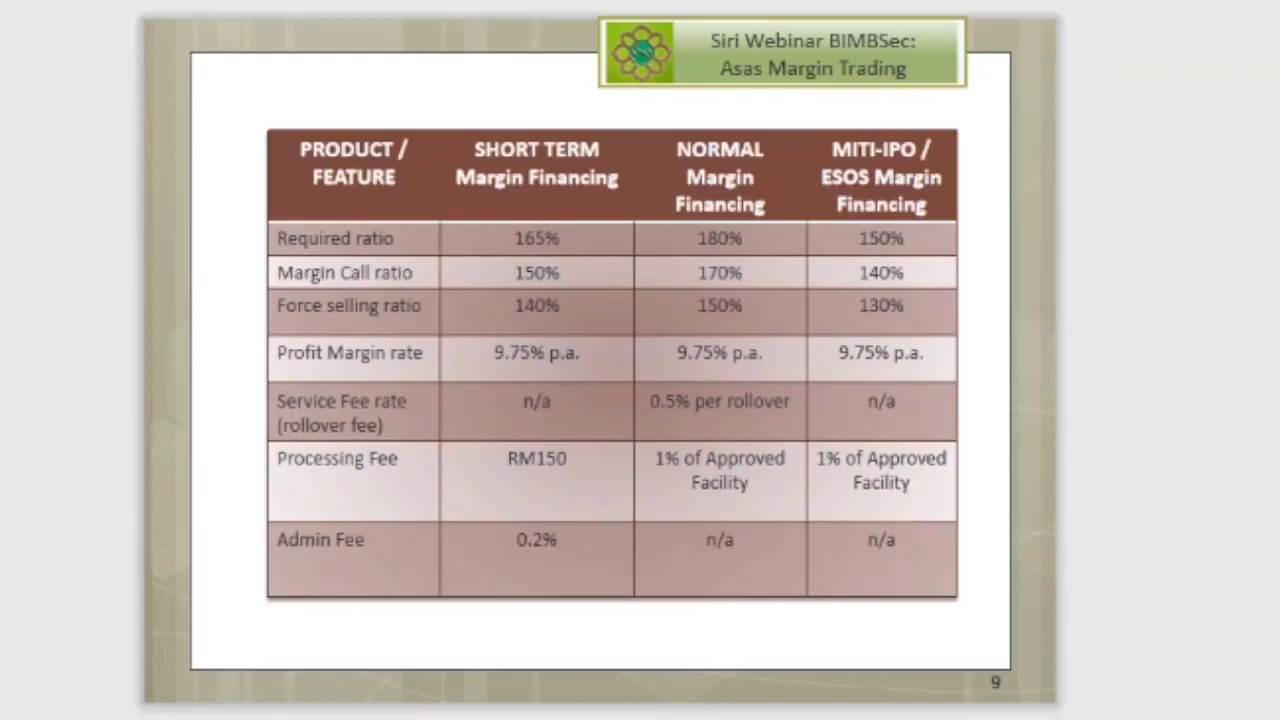 Siri Webinar BIMBSec:
Asas Margin Trading
PRODUCT / FEATURE SHORT TERM Margin Financing NORMAL Margin Financing MITI-IPO / ESOS Margin Financing
Required ratio 165% 180% 150%
Margin Call ratio 150% 170% 140%
Force selling ratio 140% 150% 130%
Profit Margin rate 9.75% p.a. 9.75% p.a. 9.75% p.a.
Service Fee rate (rollover fee) n/a 0.5% per rollover n/a
Processing Fee RM150 1% of Approved Facility 1% of Approved Facility
Admin Fee 0.2% n/a n/a
9